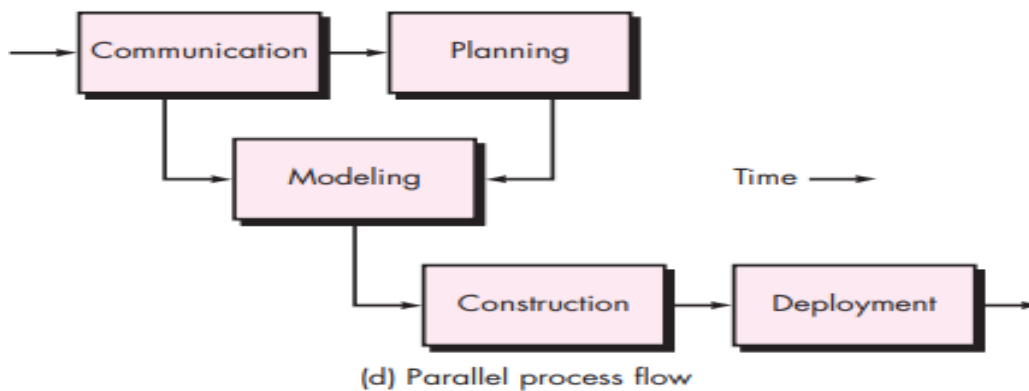 Communication
Planning
Modeling
Time
Construction
Deployment
(d) Parallel process flow